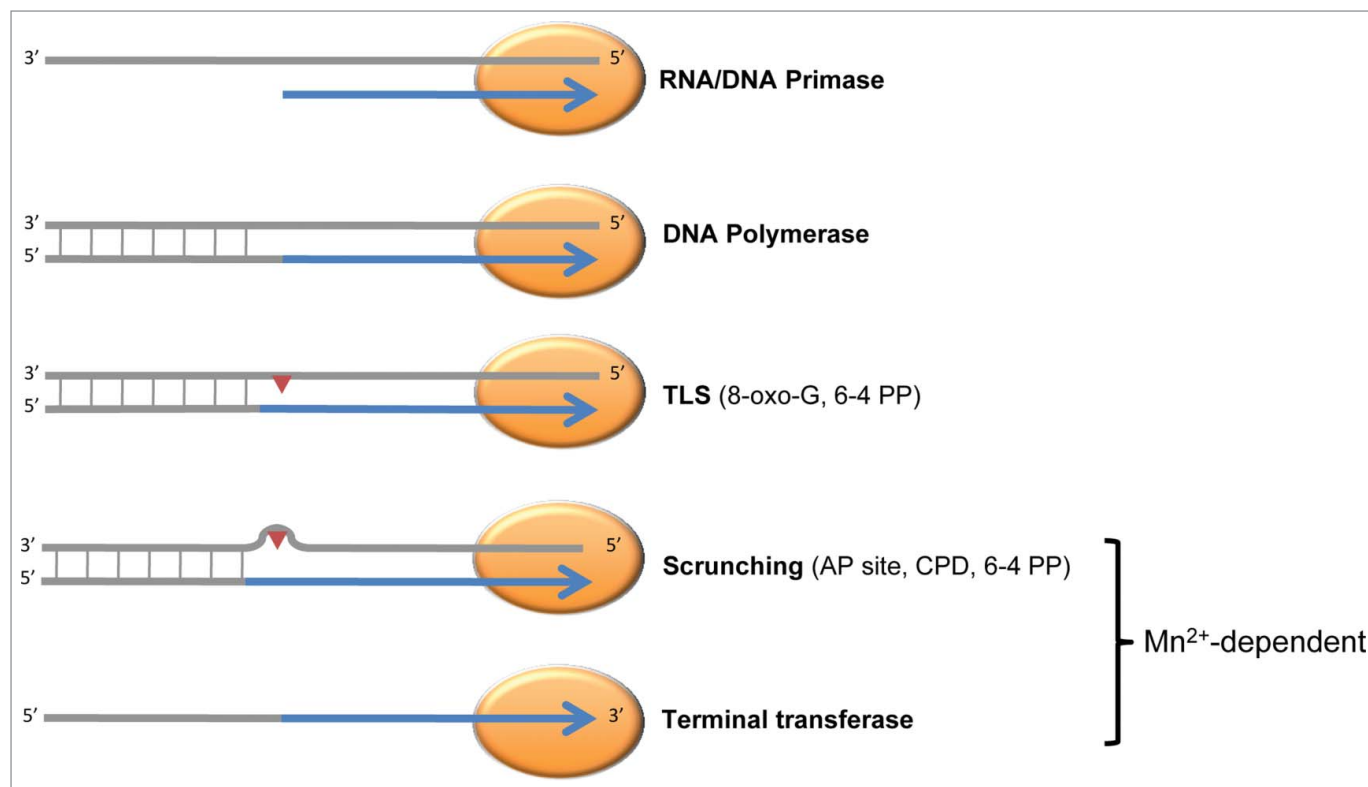 3’ 5’
RNA/DNA Primase
3’ 5’
5’
DNA Polymerase
3’ 5’
5’
TLS (8-oxo-G, 6-4 PP)
3’ 5’
5’
Scrunching (AP site, CPD, 6-4 PP)
Mn²⁺-dependent
5’ 3’
Terminal transferase